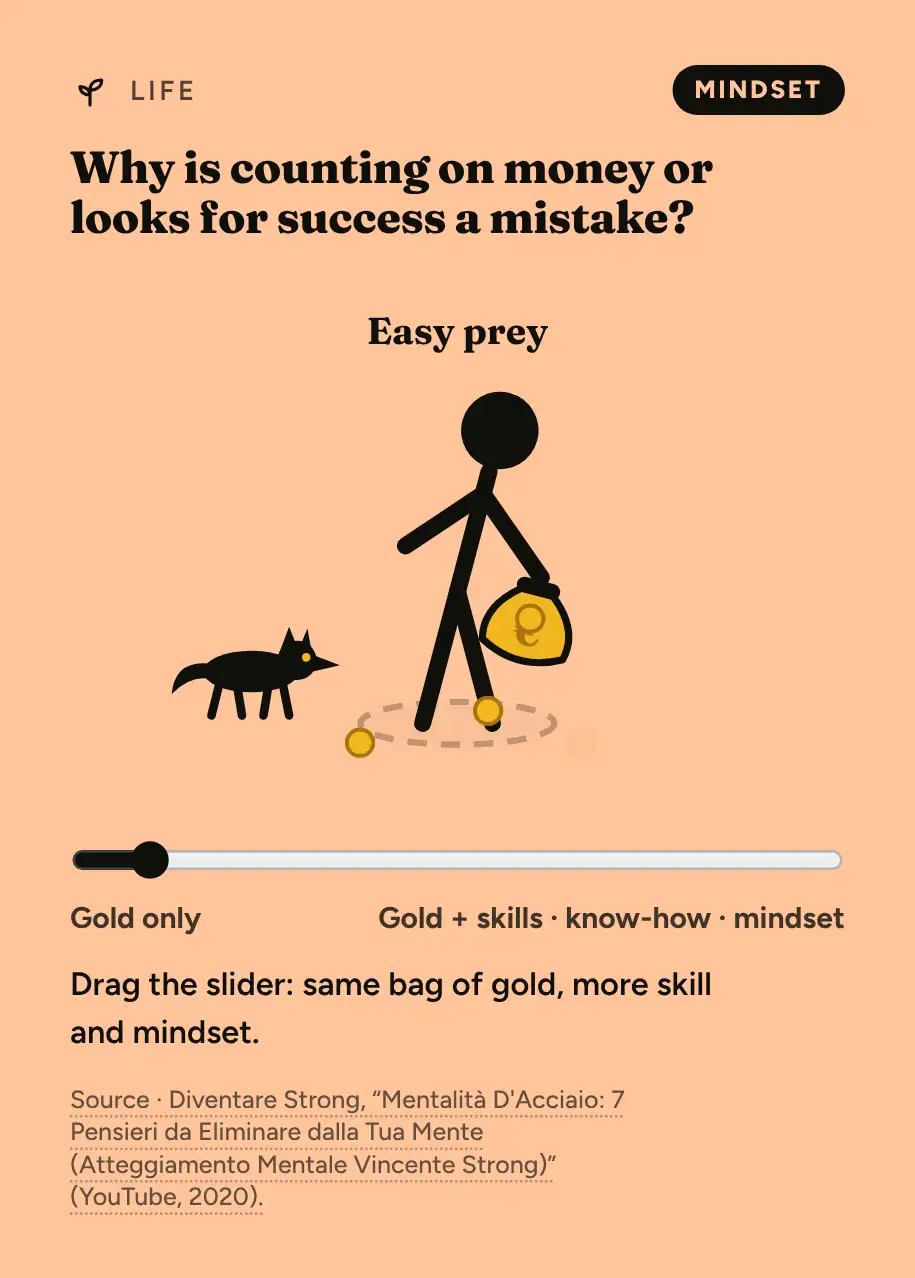 LIFE
MINDSET
Why is counting on money or
looks for success a mistake?
Easy prey
Gold only
Gold + skills · know-how · mindset
Drag the slider: same bag of gold, more skill
and mindset.
Source · Diventare Strong, “Mentalità D'Acciaio: 7
Pensieri da Eliminare dalla Tua Mente
(Atteggiamento Mentale Vincente Strong)”
(YouTube, 2020).